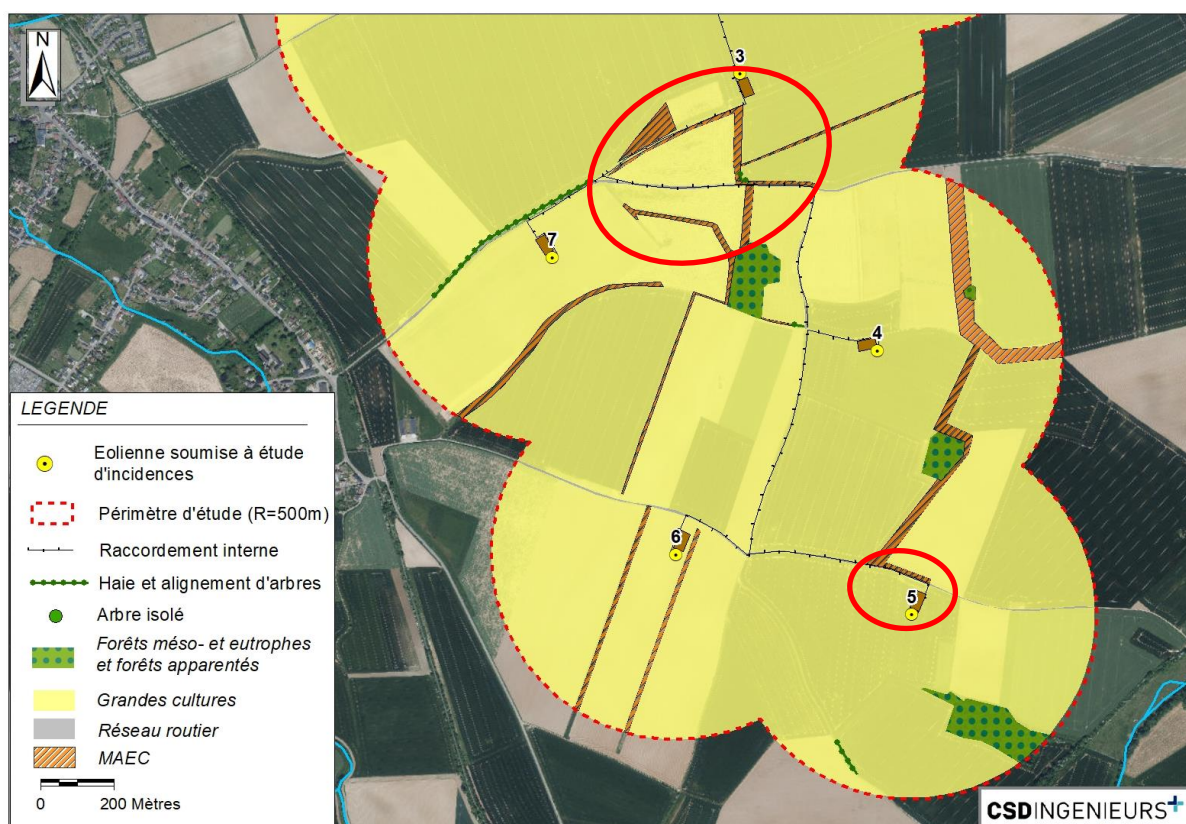 N
3
7
4
6
5
LEGENDE
Eolienne soumise à étude
d'incidences
Périmètre d'étude (R=500m)
Raccordement interne
Haie et alignement d'arbres
Arbre isolé
Forêts méso- et eutrophes
et forêts apparentés
Grandes cultures
Réseau routier
MAEC
0 200 Mètres
CSDINGENIEURS+